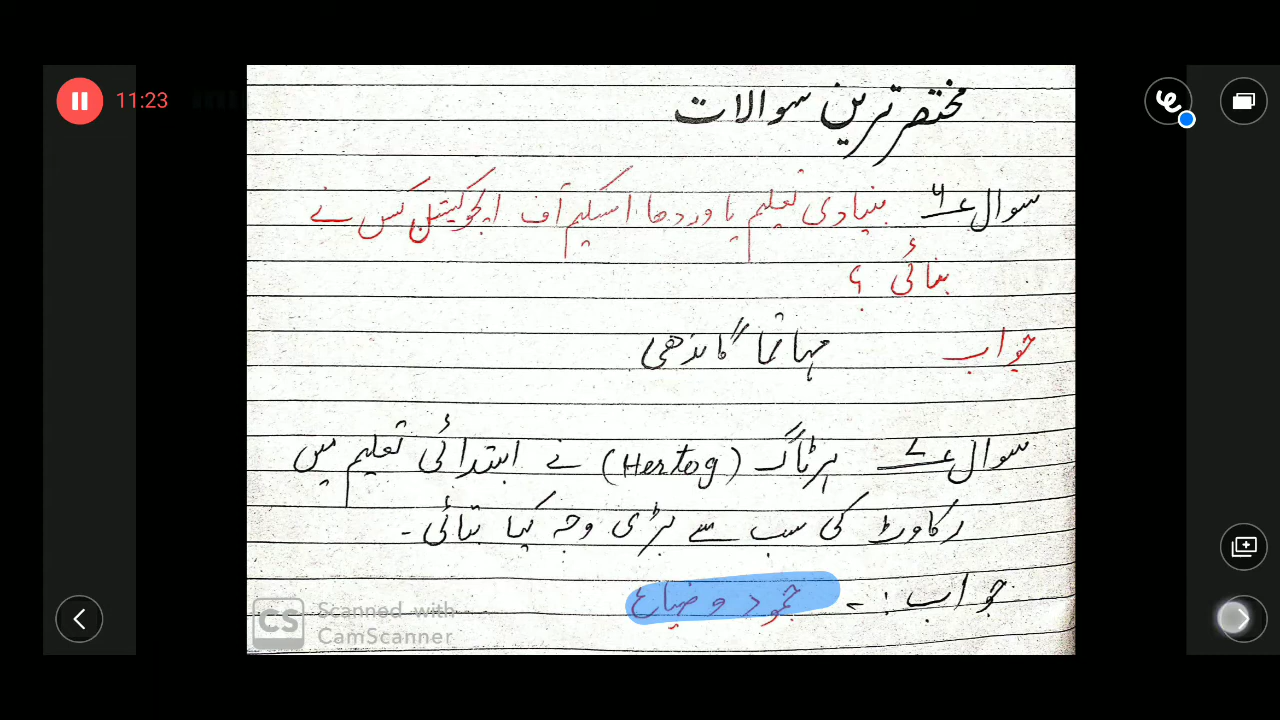 11:23
مختصر ترین سوالات
سوال ۶ بنیادی تعلیم یا وردھا اسکیم آف ایجوکیشن کس نے
بنائی ؟
جواب مہاتما گاندھی
سوال ۷ ہرٹاگ (Hertog) نے ابتدائی تعلیم میں
رکاوٹ کی سب سے بڑی وجہ کیا بتائی۔
جواب :- جمود و ضیاع
CS Scanned with
CamScanner